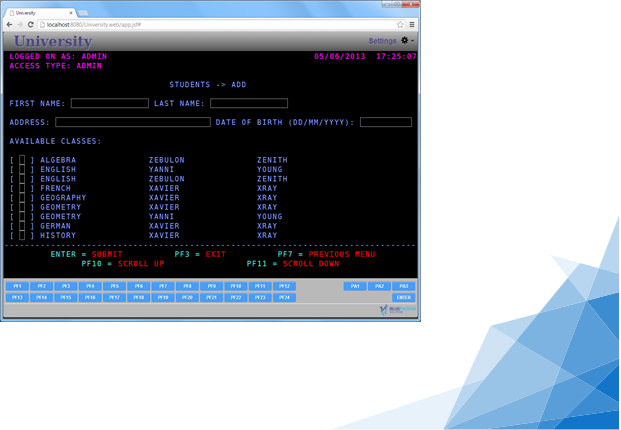 University
localhost:8080/University.web/app.jsf#
University
Settings
LOGGED ON AS: ADMIN 05/06/2013 17:25:07
ACCESS TYPE: ADMIN
STUDENTS -> ADD
FIRST NAME: LAST NAME:
ADDRESS: DATE OF BIRTH (DD/MM/YYYY):
AVAILABLE CLASSES:
[ ] ALGEBRA ZEBULON ZENITH
[ ] ENGLISH YANNI YOUNG
[ ] ENGLISH ZEBULON ZENITH
[ ] FRENCH XAVIER XRAY
[ ] GEOGRAPHY XAVIER XRAY
[ ] GEOMETRY XAVIER XRAY
[ ] GEOMETRY YANNI YOUNG
[ ] GERMAN XAVIER XRAY
[ ] HISTORY XAVIER XRAY
ENTER = SUBMIT PF3 = EXIT PF7 = PREVIOUS MENU
PF10 = SCROLL UP PF11 = SCROLL DOWN
PF1 PF2 PF3 PF4 PF5 PF6 PF7 PF8 PF9 PF10 PF11 PF12 PA1 PA2 PA3
PF13 PF14 PF15 PF16 PF17 PF18 PF19 PF20 PF21 PF22 PF23 PF24 ENTER